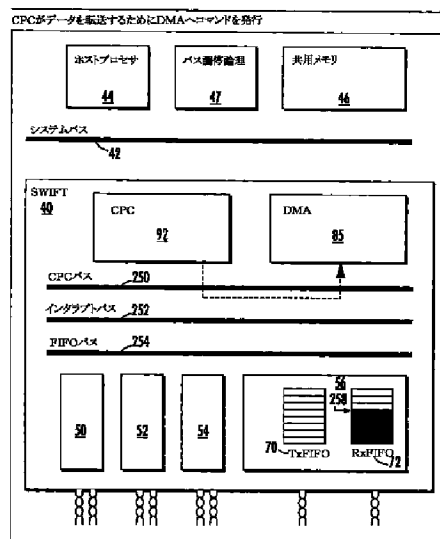 CPCがデータを転送するためにDMAへコマンドを発行
ホストプロセサ
44
バス調停論理
47
共用メモリ
46
システムバス
42
SWIFT
40
CPC
92
DMA
85
CPCバス
250
インタラプトバス
252
FIFOバス
254
50
52
54
56
258
70
TxFIFO
RxFIFO
72